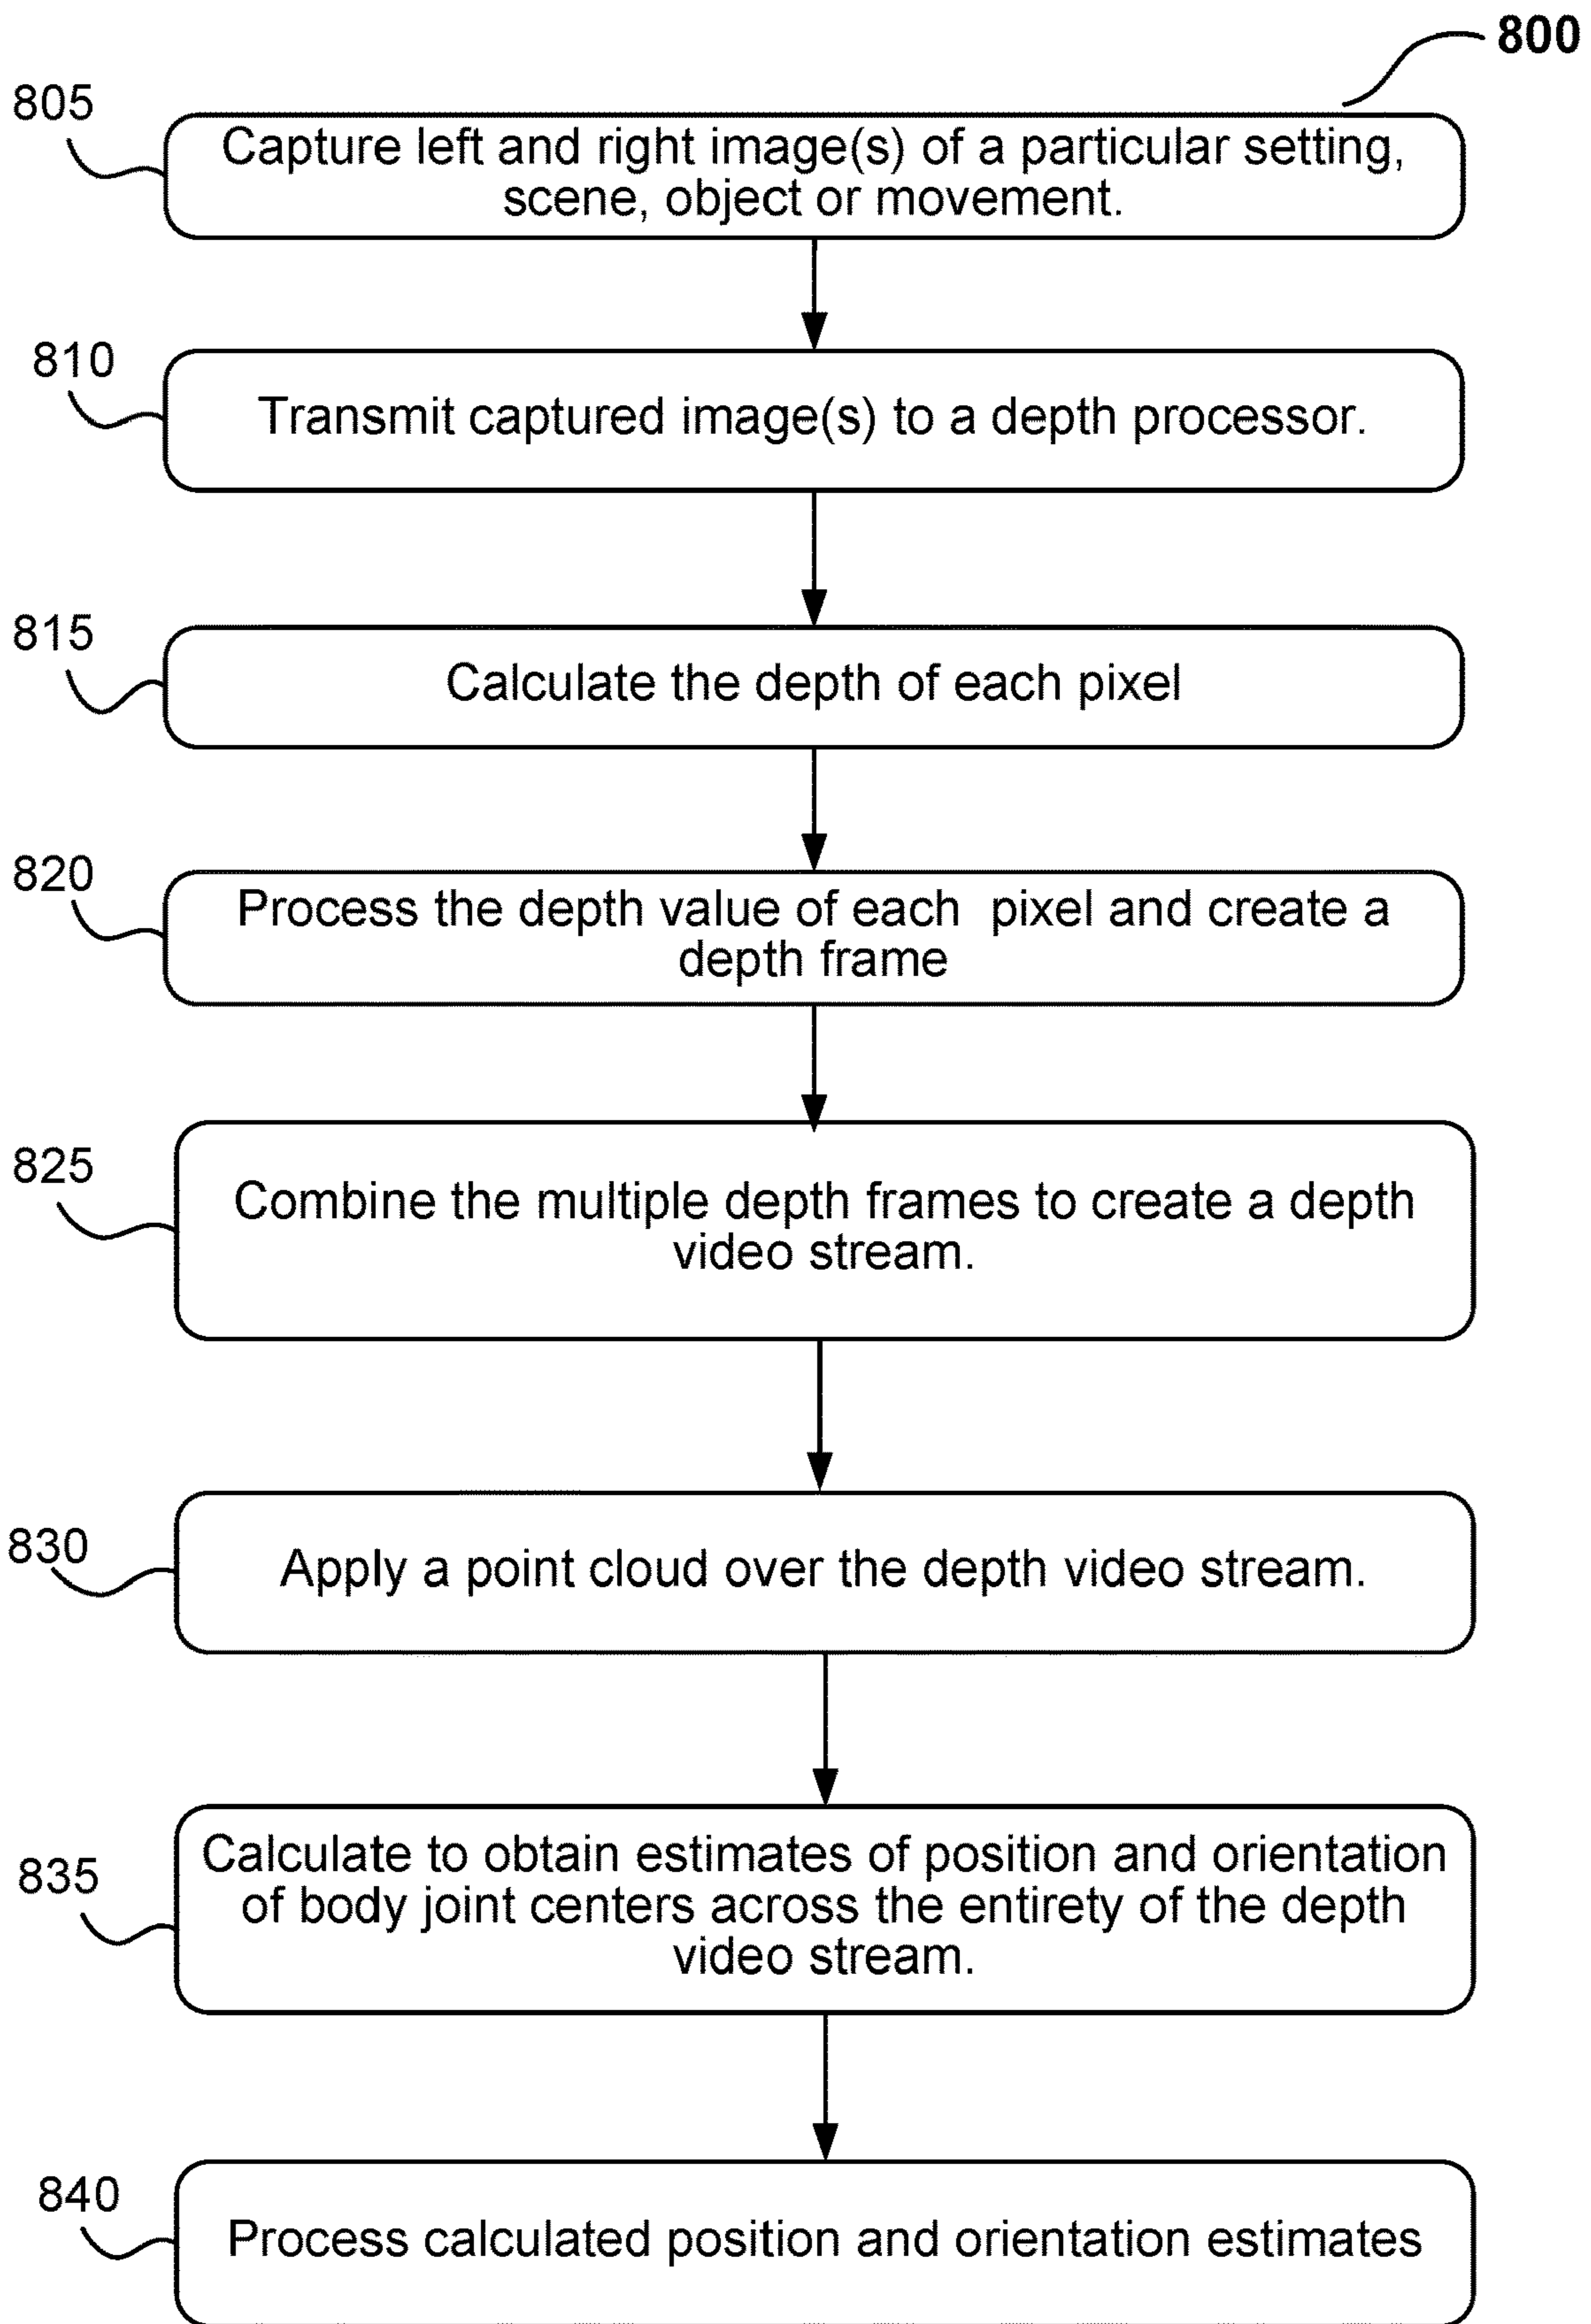 800
805
Capture left and right image(s) of a particular setting,
scene, object or movement.
810
Transmit captured image(s) to a depth processor.
815
Calculate the depth of each pixel
820
Process the depth value of each pixel and create a
depth frame
825
Combine the multiple depth frames to create a depth
video stream.
830
Apply a point cloud over the depth video stream.
835
Calculate to obtain estimates of position and orientation
of body joint centers across the entirety of the depth
video stream.
840
Process calculated position and orientation estimates